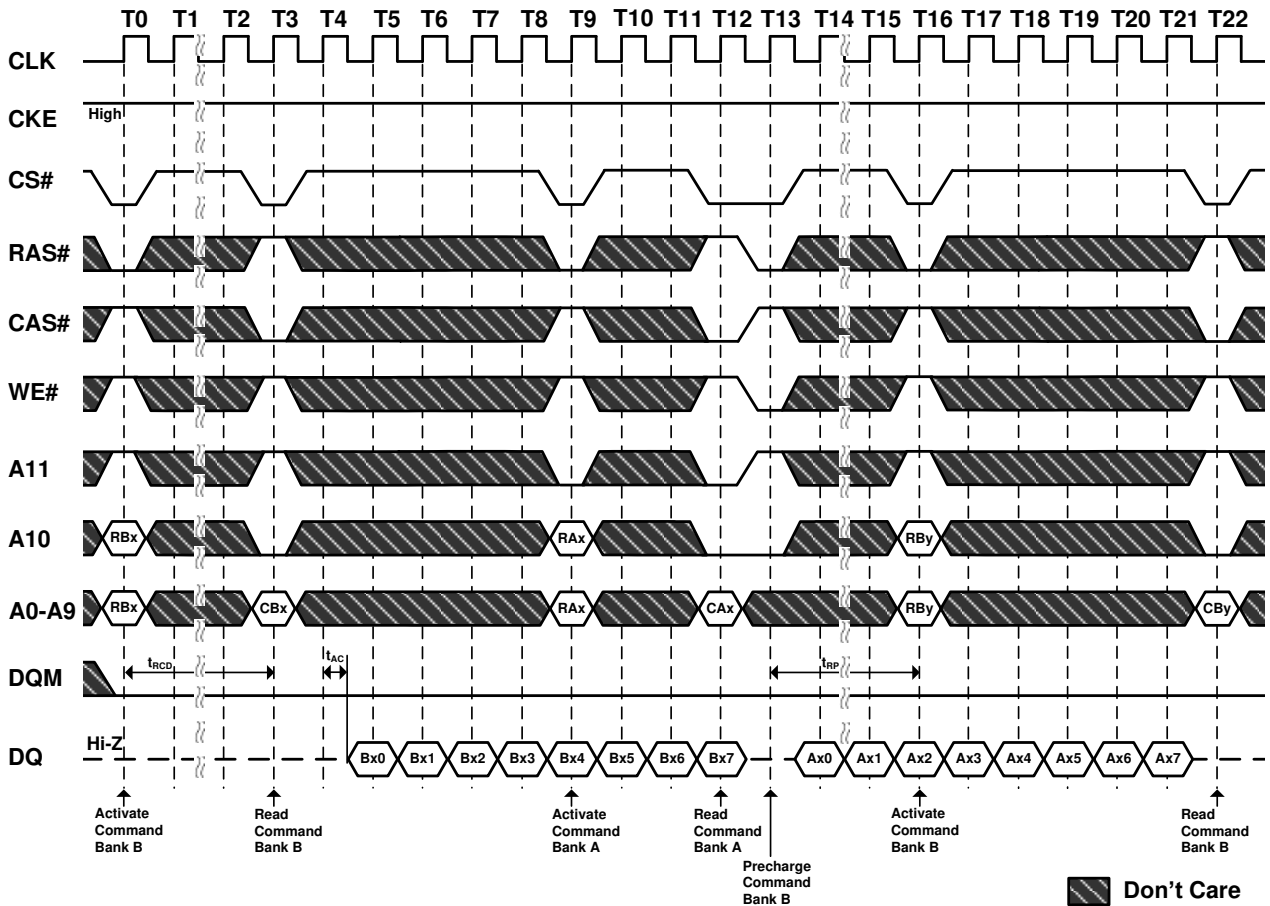 T0 T1 T2 T3 T4 T5 T6 T7 T8 T9 T10 T11 T12 T13 T14 T15 T16 T17 T18 T19 T20 T21 T22
CLK
CKE High
CS#
RAS#
CAS#
WE#
A11
A10 RBx RAx RBy
A0-A9 RBx CBx RAx CAx RBy CBy
DQM tRCD tAC tRP
DQ Hi-Z Bx0 Bx1 Bx2 Bx3 Bx4 Bx5 Bx6 Bx7 Ax0 Ax1 Ax2 Ax3 Ax4 Ax5 Ax6 Ax7
Activate
Command
Bank B
Read
Command
Bank B
Activate
Command
Bank A
Read
Command
Bank A
Precharge
Command
Bank B
Activate
Command
Bank B
Read
Command
Bank B
Don't Care